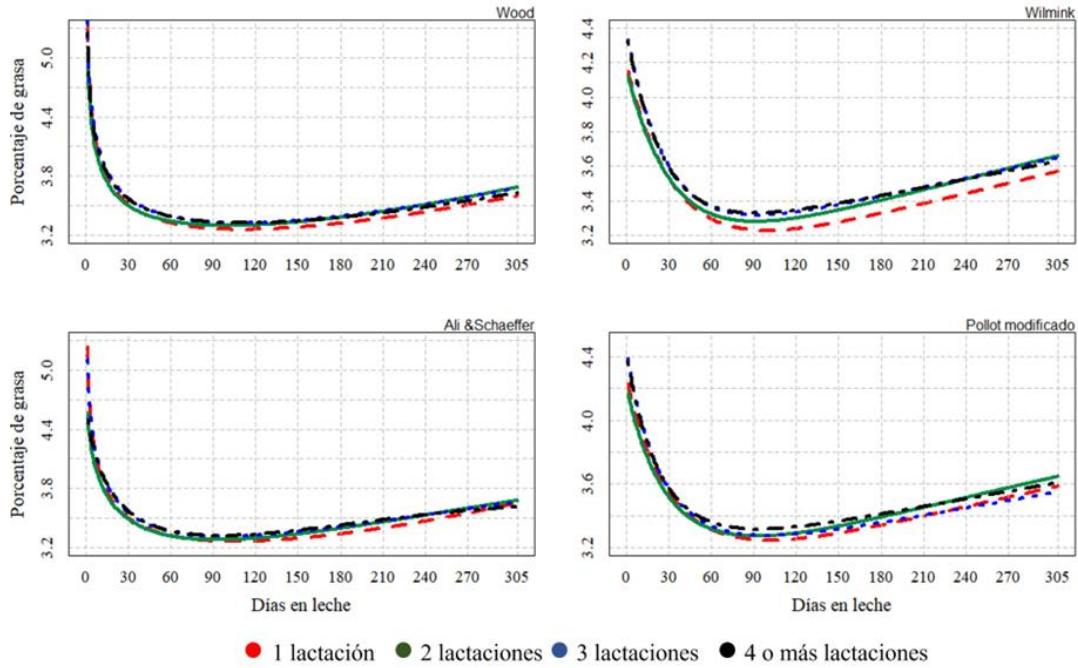 Wood
Porcentaje de grasa
5.0
4.4
3.8
3.2
0 30 60 90 120 150 180 210 240 270 305
Wilmink
4.4
4.2
4.0
3.8
3.6
3.4
3.2
0 30 60 90 120 150 180 210 240 270 305
Ali &Schaeffer
Porcentaje de grasa
5.0
4.4
3.8
3.2
0 30 60 90 120 150 180 210 240 270 305
Días en leche
Pollot modificado
4.4
4.0
3.6
3.2
0 30 60 90 120 150 180 210 240 270 305
Días en leche
1 lactación 2 lactaciones 3 lactaciones 4 o más lactaciones